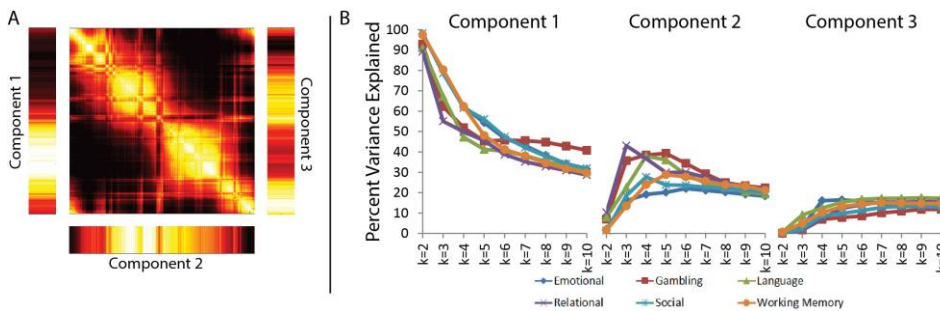 A
Component 1
Component 2
Component 3
B
Component 1
Component 2
Component 3
Percent Variance Explained
100
90
80
70
60
50
40
30
20
10
0
k=2
k=3
k=4
k=5
k=6
k=7
k=8
k=9
k=10
k=2
k=3
k=4
k=5
k=6
k=7
k=8
k=9
k=10
k=2
k=3
k=4
k=5
k=6
k=7
k=8
k=9
k=10
Emotional
Gambling
Language
Relational
Social
Working Memory